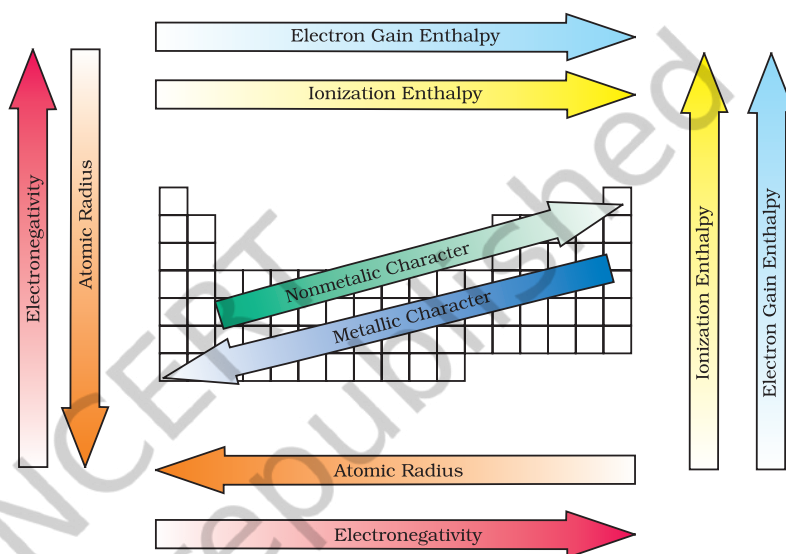 Electron Gain Enthalpy
Ionization Enthalpy
Electronegativity
Atomic Radius
Nonmetalic Character
Metallic Character
Ionization Enthalpy
Electron Gain Enthalpy
Atomic Radius
Electronegativity
NCERT
republished